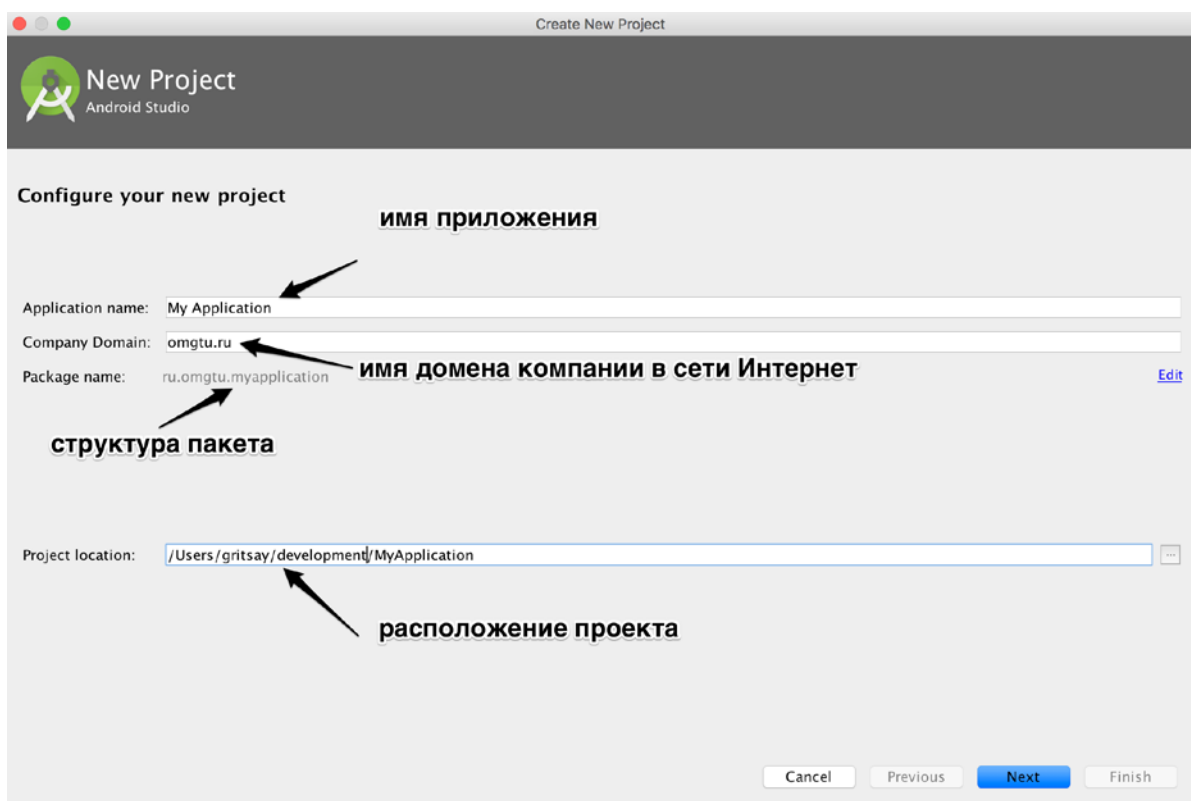 Create New Project
New Project
Android Studio
Configure your new project
имя приложения
Application name: My Application
Company Domain: omgtu.ru
имя домена компании в сети Интернет
Package name: ru.omgtu.myapplication Edit
структура пакета
Project location: /Users/gritsay/development/MyApplication ...
расположение проекта
Cancel Previous Next Finish